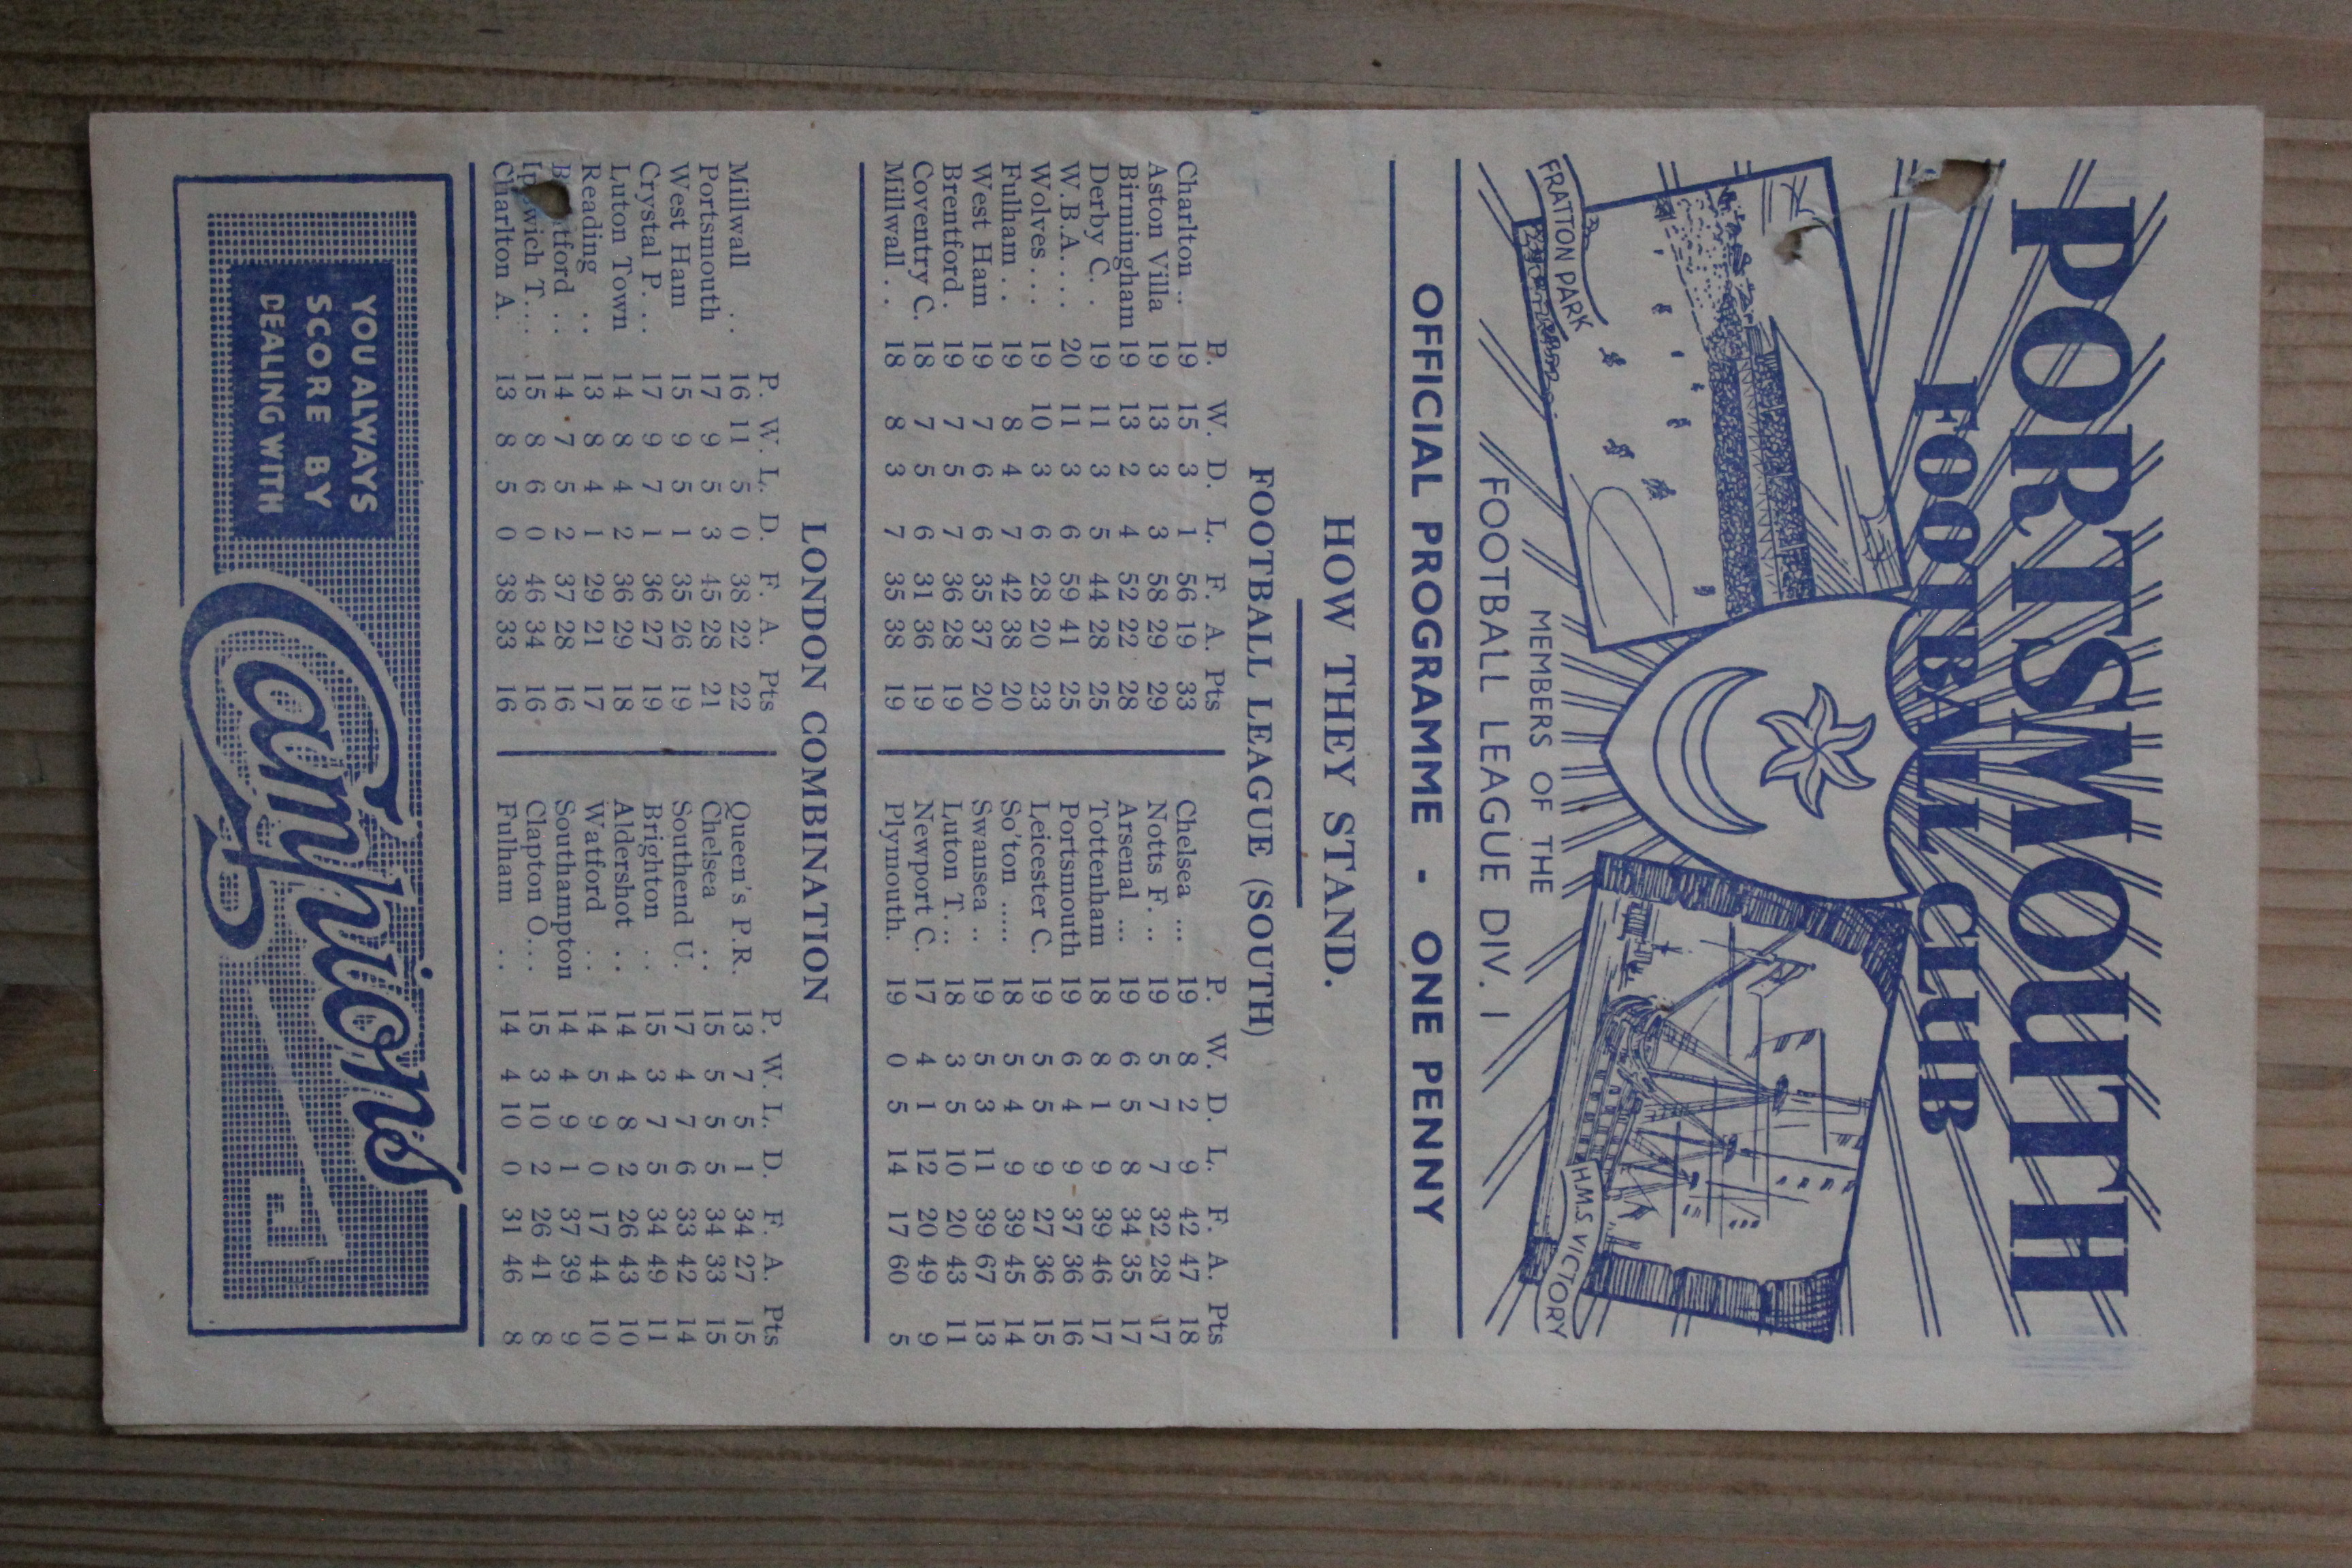 PORTSMOUTH
FOOTBALL CLUB
FRATTON PARK
H.M.S. VICTORY
MEMBERS OF THE
FOOTBALL LEAGUE DIV. 1
OFFICIAL PROGRAMME - ONE PENNY
HOW THEY STAND.
FOOTBALL LEAGUE (SOUTH)
P. W. D. L. F. A. Pts
Charlton .. 19 15 3 1 56 19 33
Aston Villa 19 13 3 3 58 29 29
Birmingham 19 13 2 4 52 22 28
Derby C. . 19 11 3 5 44 28 25
W.B.A. . . . 20 11 3 6 59 41 25
Wolves . . . 19 10 3 6 28 20 23
Fulham . . 19 8 4 7 42 38 20
West Ham 19 7 6 6 35 37 20
Brentford . 19 7 5 7 36 28 19
Coventry C. 18 7 5 6 31 36 19
Millwall . . 18 8 3 7 35 38 19
P. W. D. L. F. A. Pts
Chelsea ... 19 8 2 9 42 47 18
Notts F. .. 19 5 7 7 32 28 17
Arsenal ... 19 6 5 8 34 35 17
Tottenham 18 8 1 9 39 46 17
Portsmouth 19 6 4 9 37 36 16
Leicester C. 19 5 5 9 27 36 15
So'ton ..... 18 5 4 9 39 45 14
Swansea .. 19 5 3 11 39 67 13
Luton T. .. 18 3 5 10 20 43 11
Newport C. 17 4 1 12 20 49 9
Plymouth. 19 0 5 14 17 60 5
LONDON COMBINATION
P. W. L. D. F. A. Pts
Millwall .. 16 11 5 0 38 22 22
Portsmouth 17 9 5 3 45 28 21
West Ham 15 9 5 1 35 26 19
Crystal P. . . 17 9 7 1 36 27 19
Luton Town 14 8 4 2 36 29 18
Reading .. 13 8 4 1 29 21 17
B tford .. 14 7 5 2 37 28 16
Ip wich T. . . . 15 8 6 0 46 34 16
Charlton A. 13 8 5 0 38 33 16
P. W. L. D. F. A. Pts
Queen's P.R. 13 7 5 1 34 27 15
Chelsea .. 15 5 5 5 34 33 15
Southend U. 17 4 7 6 33 42 14
Brighton .. 15 3 7 5 34 49 11
Aldershot .. 14 4 8 2 26 43 10
Watford .. 14 5 9 0 17 44 10
Southampton 14 4 9 1 37 39 9
Clapton O. . . 15 3 10 2 26 41 8
Fulham .. 14 4 10 0 31 46 8
YOU ALWAYS
SCORE BY
DEALING WITH
Camphions